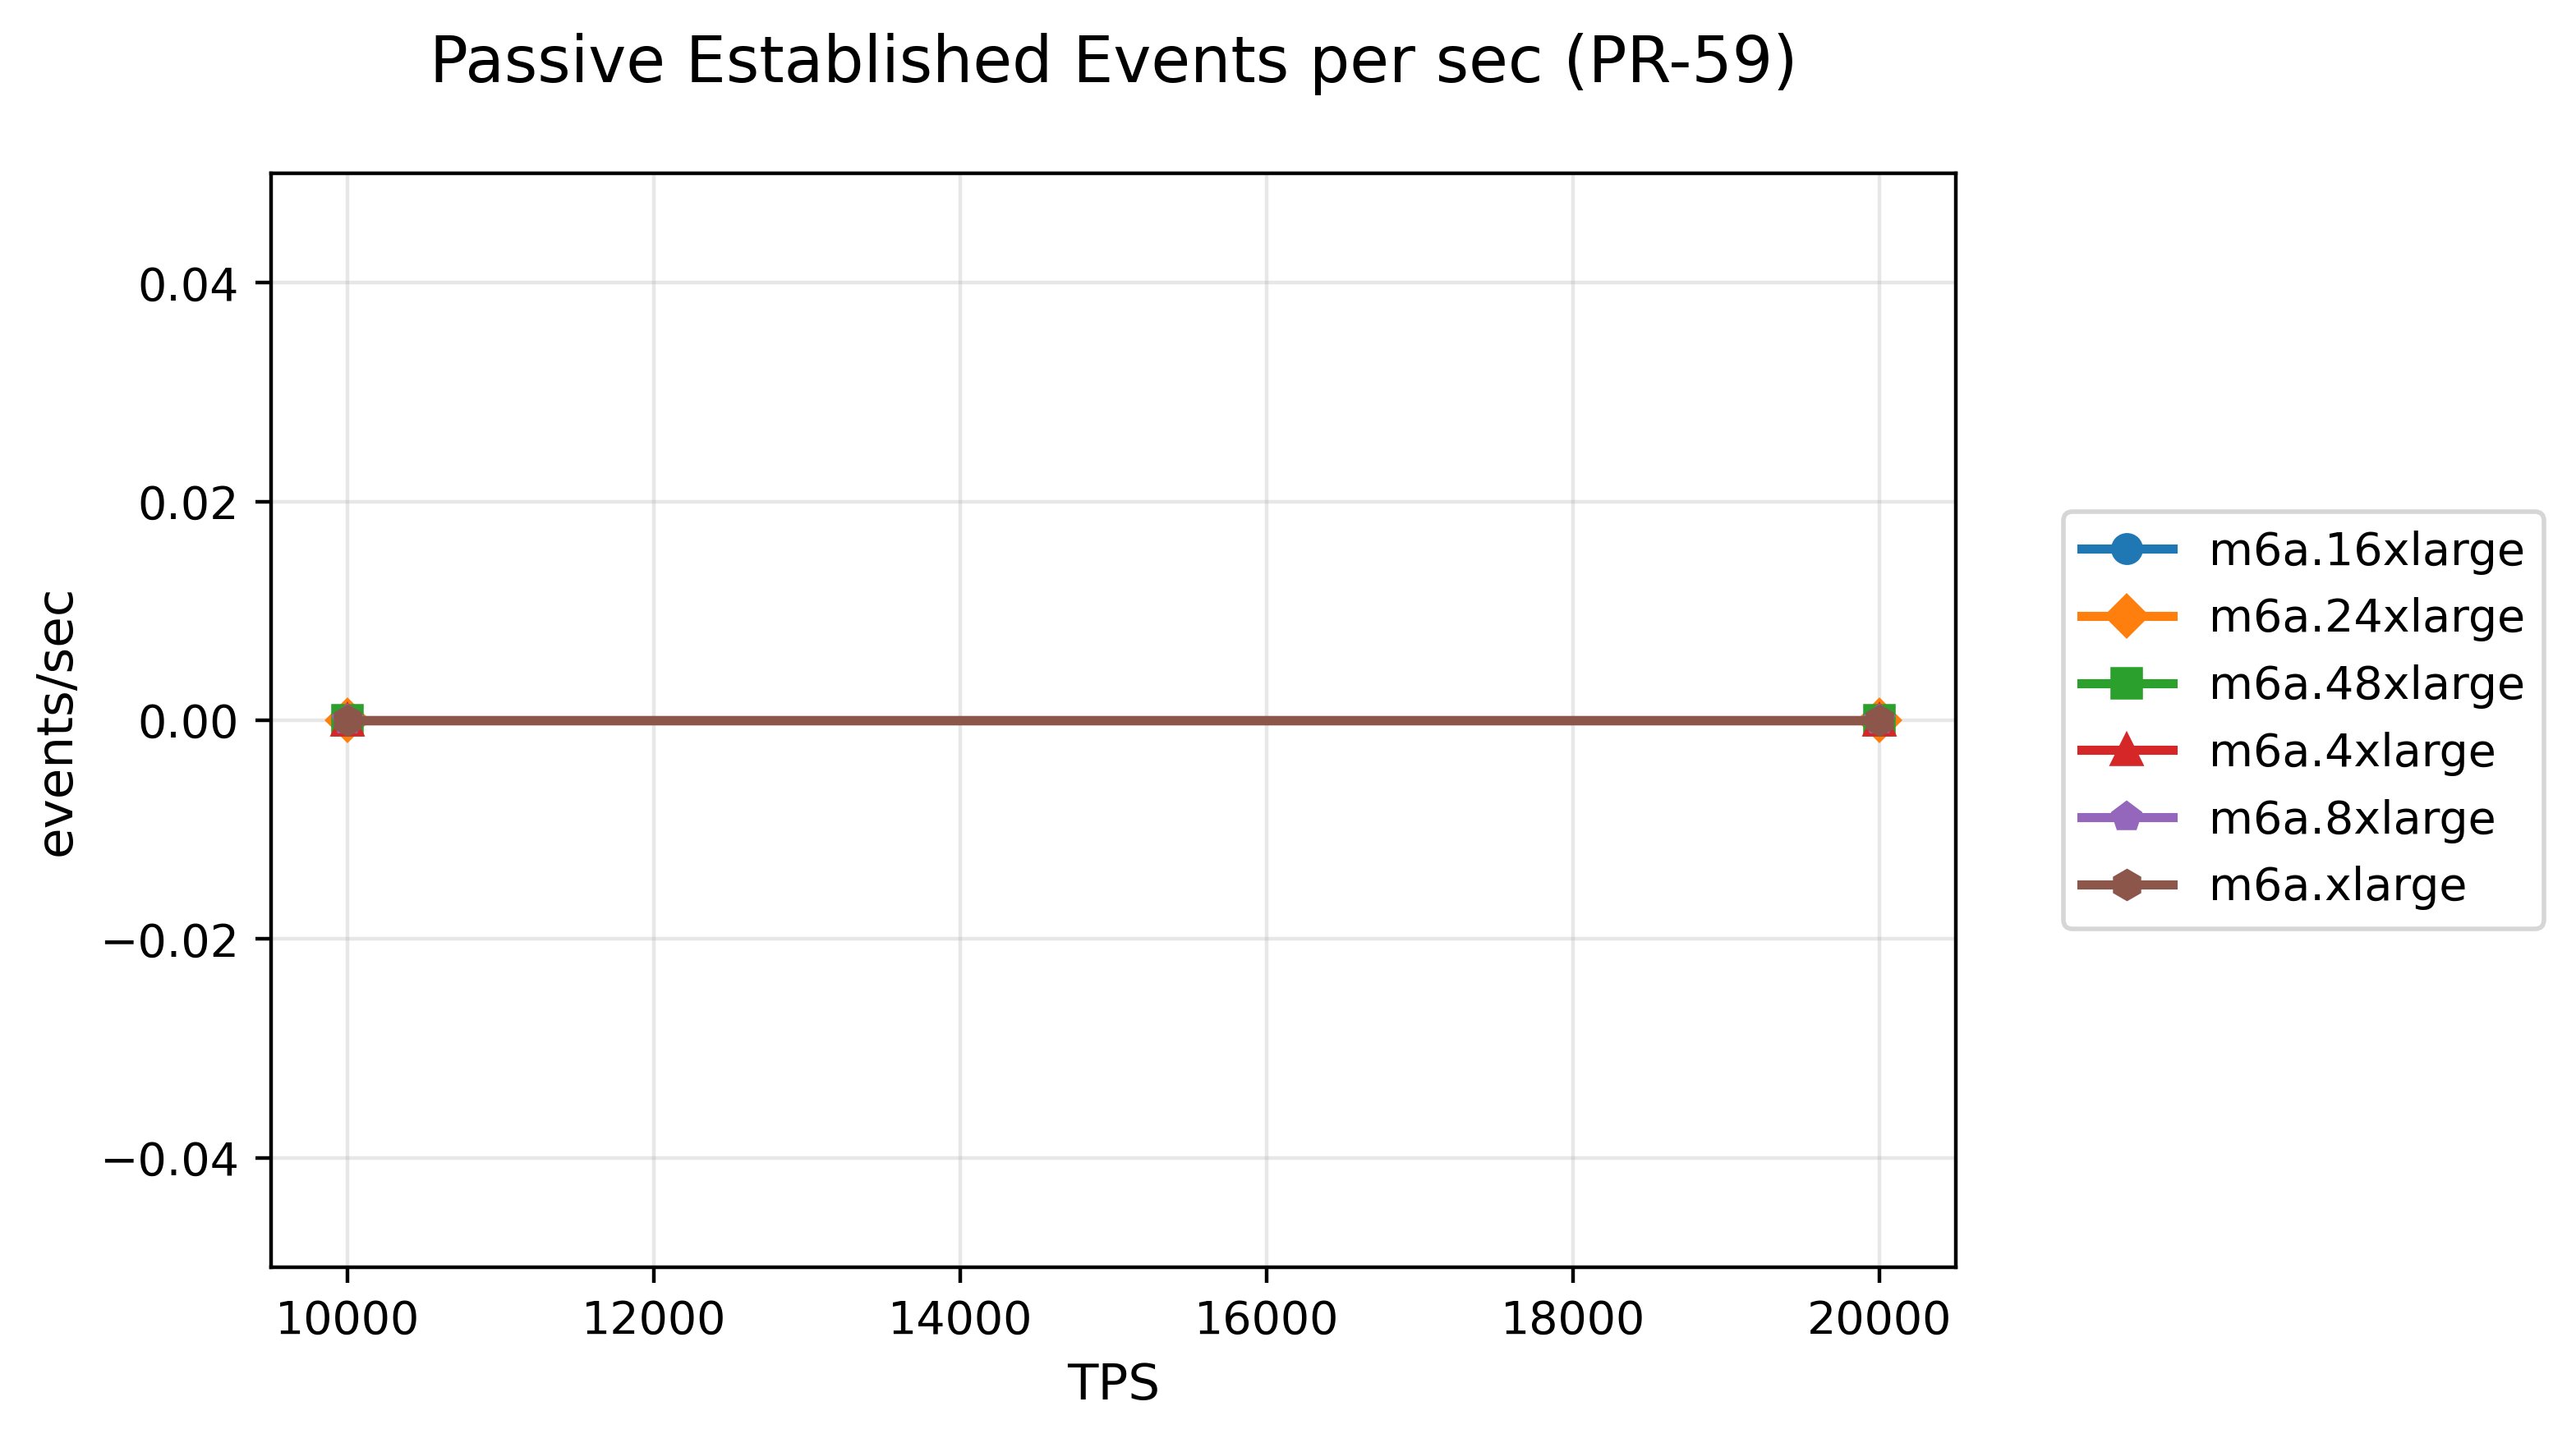 Passive Established Events per sec (PR-59)
0.04
0.02
0.00
−0.02
−0.04
events/sec
10000 12000 14000 16000 18000 20000
TPS
m6a.16xlarge
m6a.24xlarge
m6a.48xlarge
m6a.4xlarge
m6a.8xlarge
m6a.xlarge